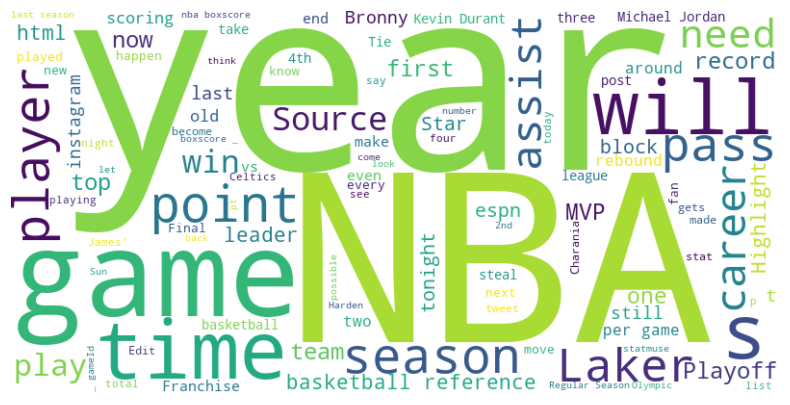 last season
nba boxscore
scoring
Bronny
Kevin Durant
Michael Jordan
html
now
happen
year
take
end
three
need
played
4th
Tie
first
know
say
assist
around
record
new
think
player
instagram
last
old
become
night
boxscore _
Source
Star
make
number
four
today
post
will
block
pass
rebound
top
win
vs
even
come
look
league
let
playing
Celtics
every
see
fan
point
NBA
espn
MVP
gets
made
career
Highlight
James'
pt
back
Final
leader
Sun
tonight
steal
next
tweet
Charania
stat
one
t
game
possible
Harden
2nd
still
per game
p
s
basketball
two
time
Edit
team
season
move
statmuse
Laker
Playoff
play
_ gameId
total
Franchise
basketball reference
Regular Season
Olympic
list